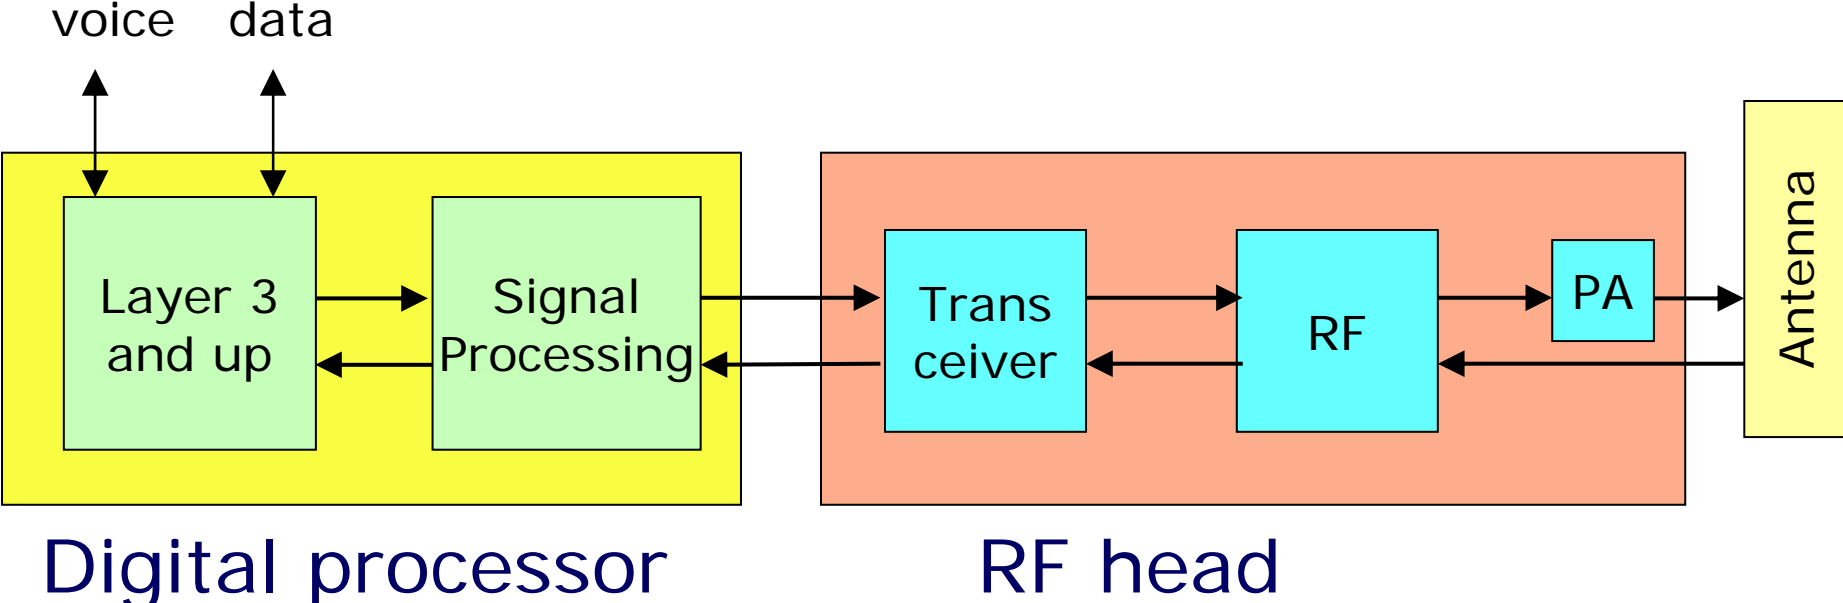 voice data
Layer 3
and up
Signal
Processing
Trans
ceiver
RF
PA
Antenna
Digital processor
RF head